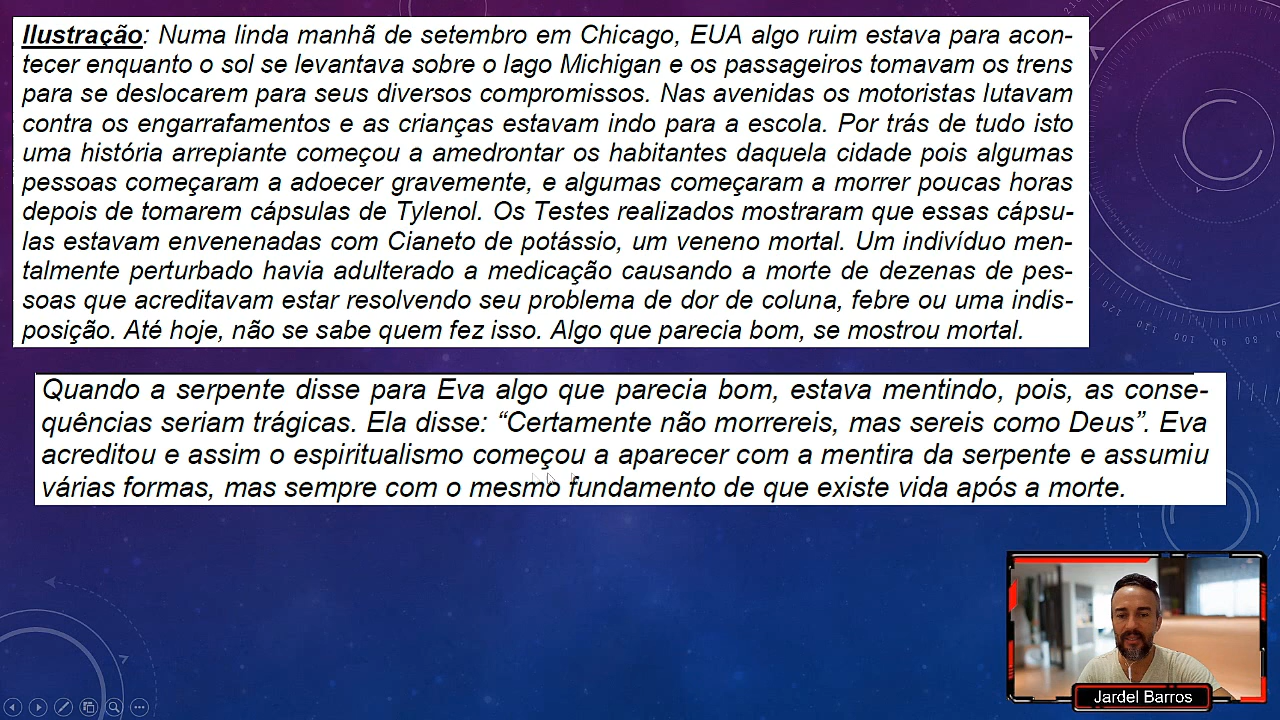 Ilustração: Numa linda manhã de setembro em Chicago, EUA algo ruim estava para acon-
tecer enquanto o sol se levantava sobre o lago Michigan e os passageiros tomavam os trens
para se deslocarem para seus diversos compromissos. Nas avenidas os motoristas lutavam
contra os engarrafamentos e as crianças estavam indo para a escola. Por trás de tudo isto
uma história arrepiante começou a amedrontar os habitantes daquela cidade pois algumas
pessoas começaram a adoecer gravemente, e algumas começaram a morrer poucas horas
depois de tomarem cápsulas de Tylenol. Os Testes realizados mostraram que essas cápsu-
las estavam envenenadas com Cianeto de potássio, um veneno mortal. Um indivíduo men-
talmente perturbado havia adulterado a medicação causando a morte de dezenas de pes-
soas que acreditavam estar resolvendo seu problema de dor de coluna, febre ou uma indis-
posição. Até hoje, não se sabe quem fez isso. Algo que parecia bom, se mostrou mortal.
Quando a serpente disse para Eva algo que parecia bom, estava mentindo, pois, as conse-
quências seriam trágicas. Ela disse: “Certamente não morrereis, mas sereis como Deus”. Eva
acreditou e assim o espiritualismo começou a aparecer com a mentira da serpente e assumiu
várias formas, mas sempre com o mesmo fundamento de que existe vida após a morte.
Jardel Barros